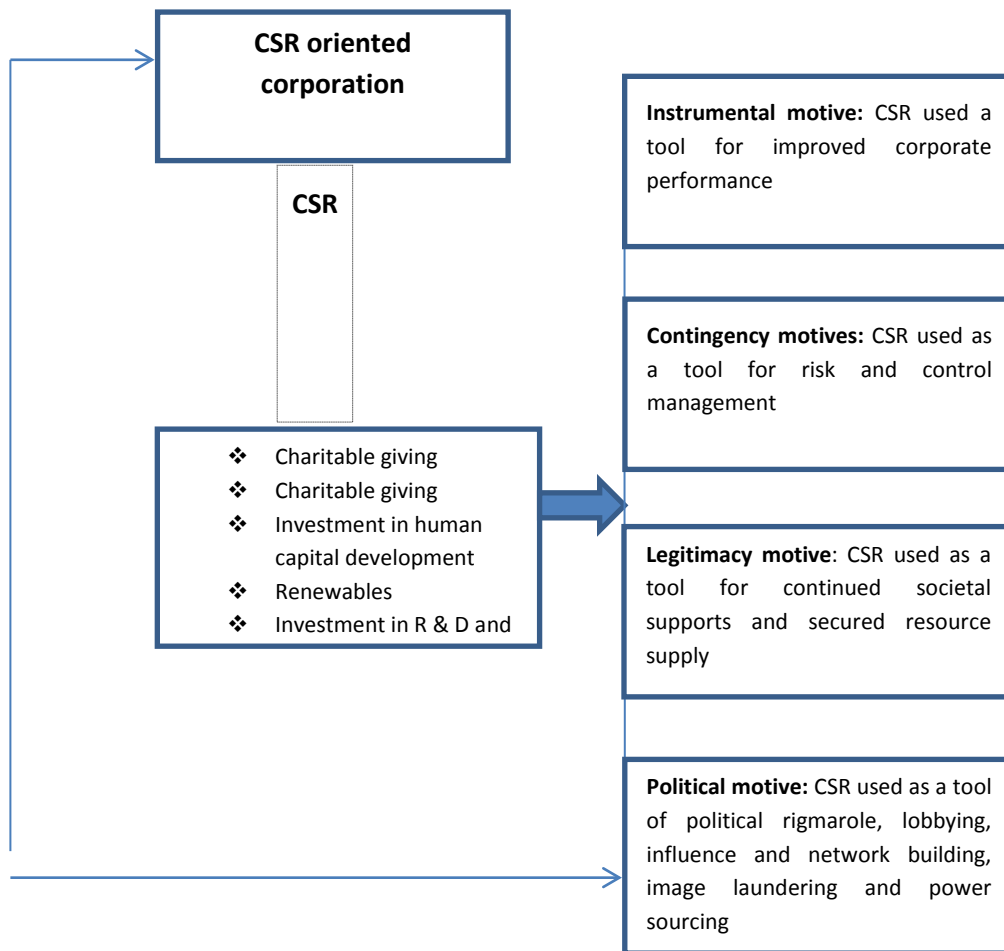 CSR oriented
corporation
CSR
❖ Charitable giving
❖ Charitable giving
❖ Investment in human
capital development
❖ Renewables
❖ Investment in R & D and
Instrumental motive: CSR used a
tool for improved corporate
performance
Contingency motives: CSR used as
a tool for risk and control
management
Legitimacy motive: CSR used as a
tool for continued societal
supports and secured resource
supply
Political motive: CSR used as a tool
of political rigmarole, lobbying,
influence and network building,
image laundering and power
sourcing